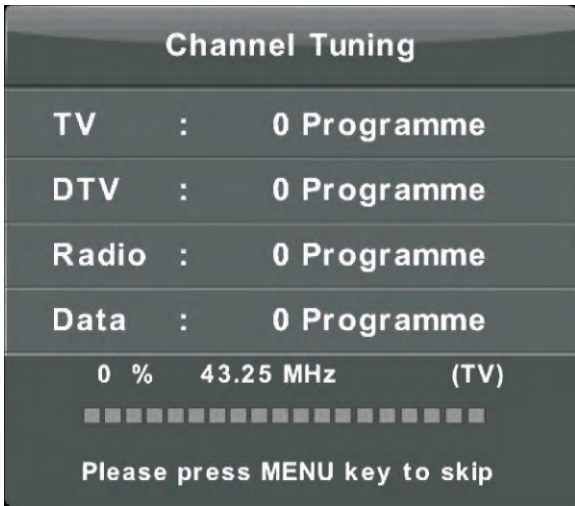 Channel Tuning
TV : 0 Programme
DTV : 0 Programme
Radio : 0 Programme
Data : 0 Programme
0 % 43.25 MHz (TV)
Please press MENU key to skip